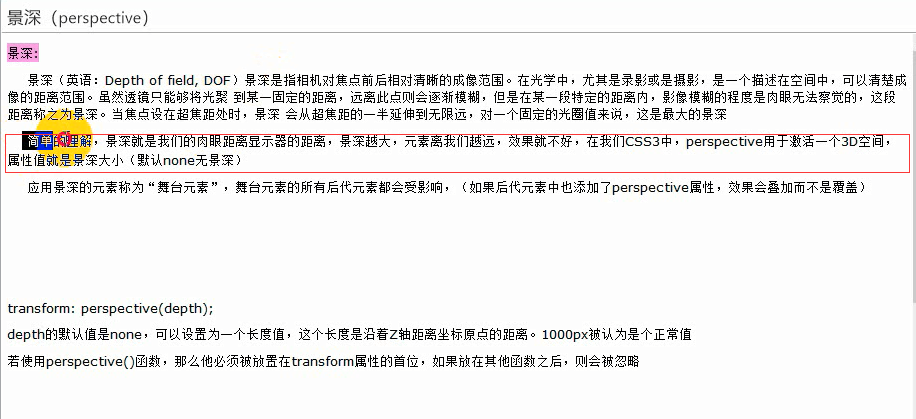 景深（perspective）
景深:
景深（英语：Depth of field, DOF）景深是指相机对焦点前后相对清晰的成像范围。在光学中，尤其是录影或是摄影，是一个描述在空间中，可以清楚成
像的距离范围。虽然透镜只能够将光聚 到某一固定的距离，远离此点则会逐渐模糊，但是在某一段特定的距离内，影像模糊的程度是肉眼无法察觉的，这段
距离称之为景深。当焦点设在超焦距处时，景深 会从超焦距的一半延伸到无限远，对一个固定的光圈值来说，这是最大的景深
简单的理解，景深就是我们的肉眼距离显示器的距离，景深越大，元素离我们越远，效果就不好，在我们CSS3中，perspective用于激活一个3D空间，
属性值就是景深大小（默认none无景深）
应用景深的元素称为“舞台元素”，舞台元素的所有后代元素都会受影响，（如果后代元素中也添加了perspective属性，效果会叠加而不是覆盖）
transform: perspective(depth);
depth的默认值是none，可以设置为一个长度值，这个长度是沿着Z轴距离坐标原点的距离。1000px被认为是个正常值
若使用perspective()函数，那么他必须被放置在transform属性的首位，如果放在其他函数之后，则会被忽略